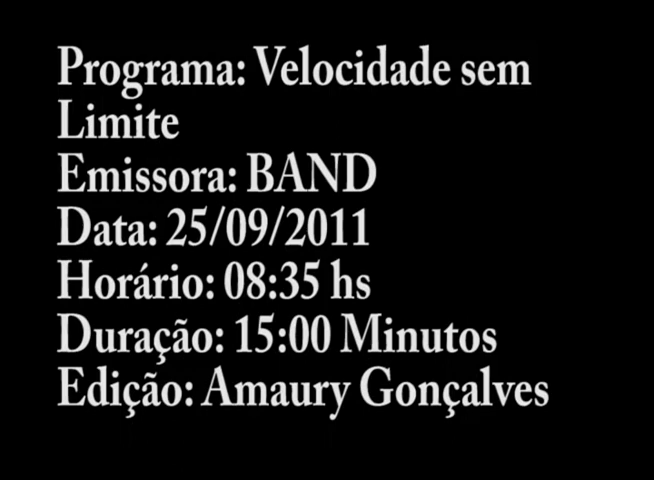 Programa: Velocidade sem
Limite
Emissora: BAND
Data: 25/09/2011
Horário: 08:35 hs
Duração: 15:00 Minutos
Edição: Amaury Gonçalves